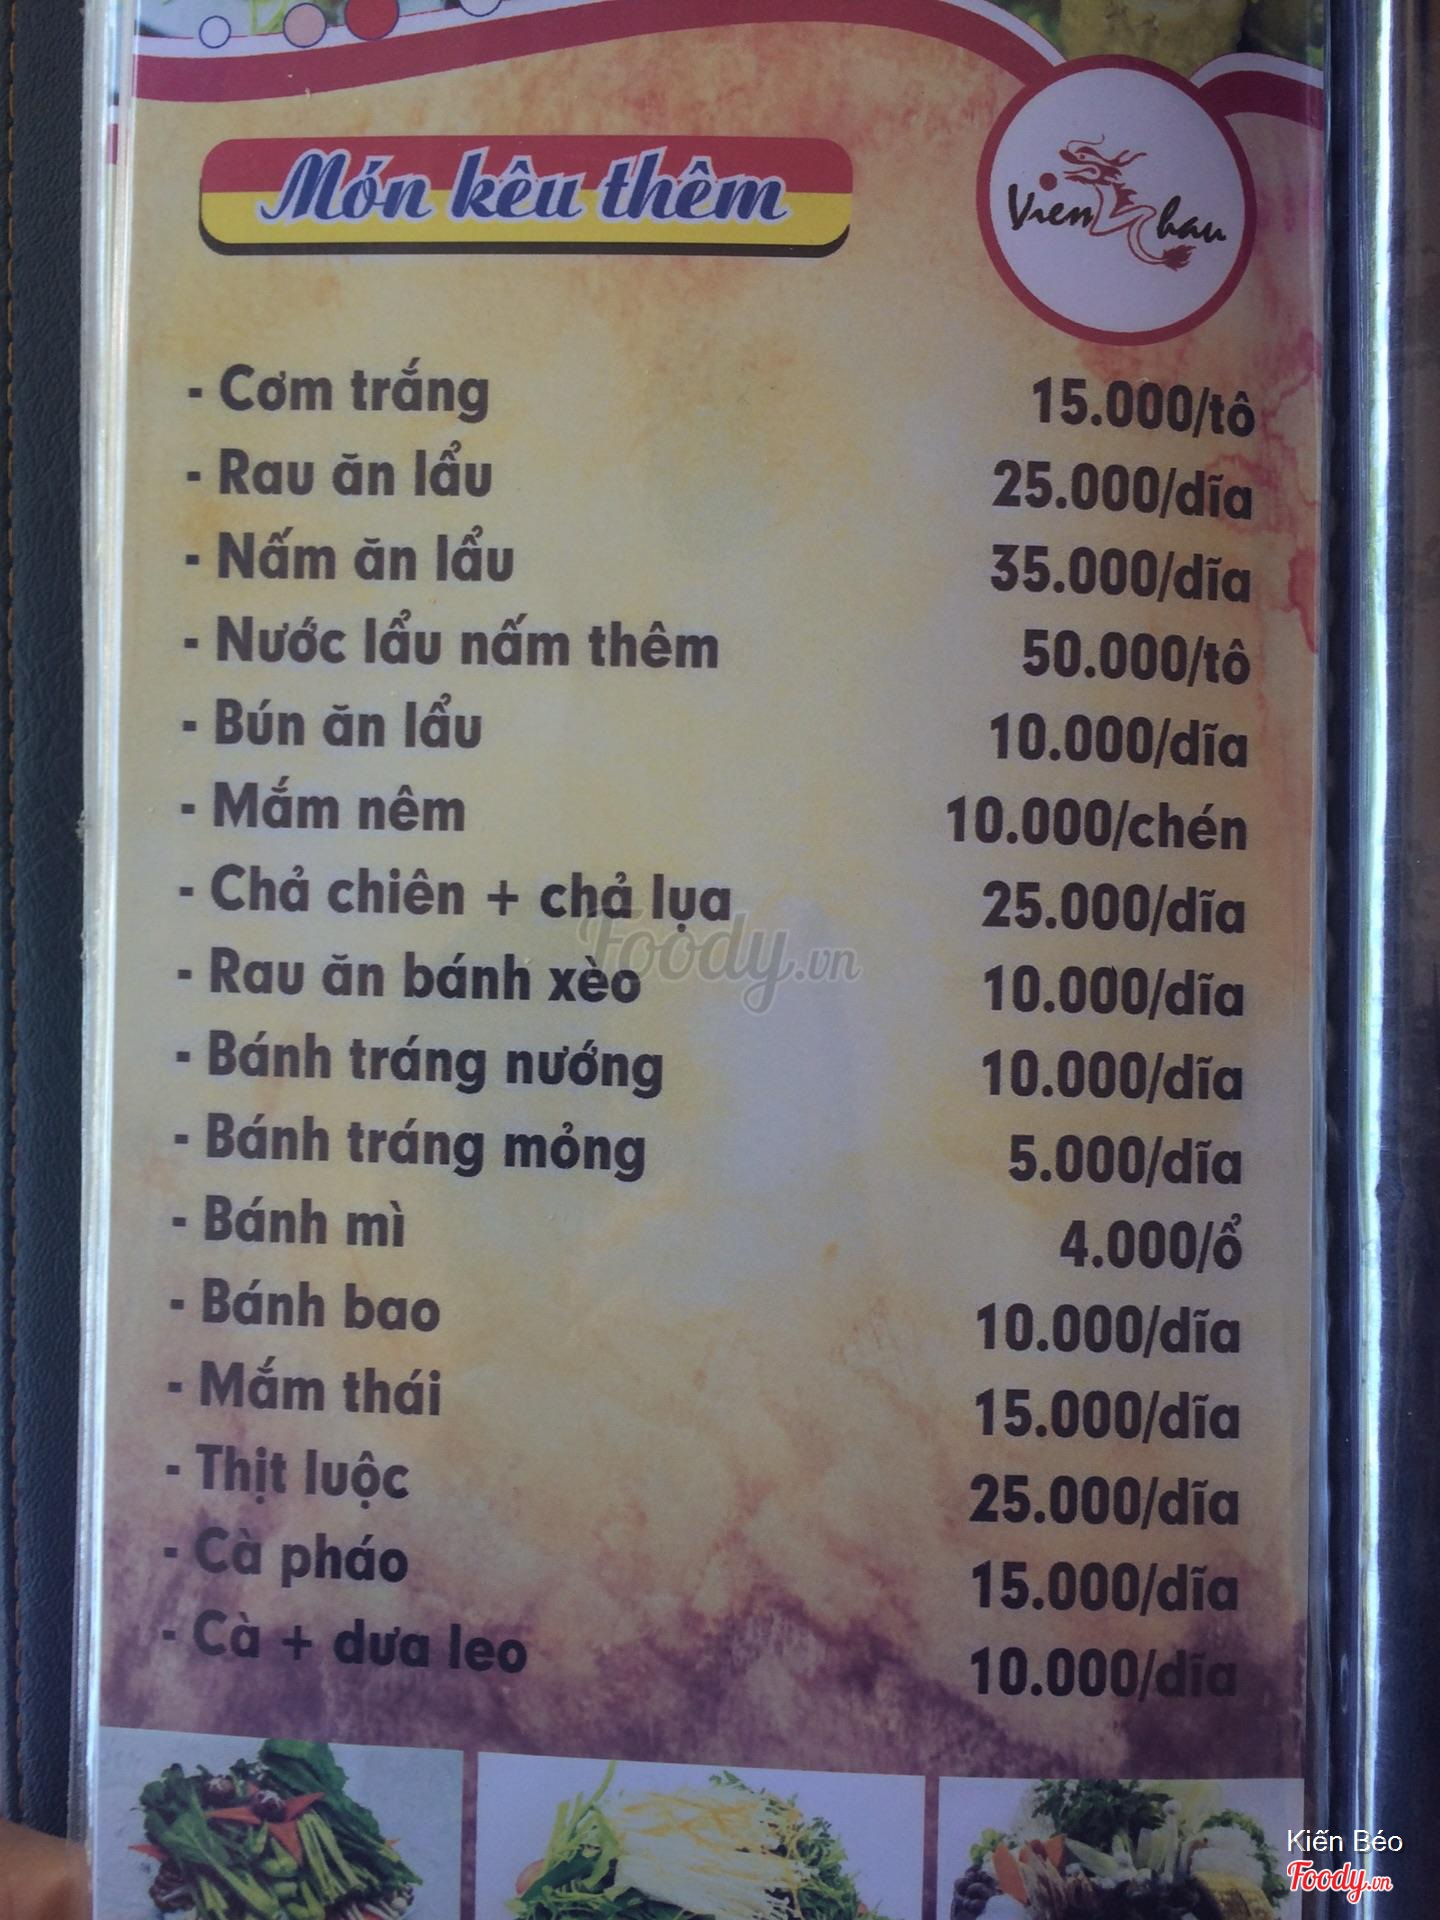 Món kêu thêm
Vien Chau
- Cơm trắng 15.000/tô
- Rau ăn lẩu 25.000/dĩa
- Nấm ăn lẩu 35.000/dĩa
- Nước lẩu nấm thêm 50.000/tô
- Bún ăn lẩu 10.000/dĩa
- Mắm nêm 10.000/chén
- Chả chiên + chả lụa 25.000/dĩa
Foody.vn
- Rau ăn bánh xèo 10.000/dĩa
- Bánh tráng nướng 10.000/dĩa
- Bánh tráng mỏng 5.000/dĩa
- Bánh mì 4.000/ổ
- Bánh bao 10.000/dĩa
- Mắm thái 15.000/dĩa
- Thịt luộc 25.000/dĩa
- Cà pháo 15.000/dĩa
- Cà + dưa leo 10.000/dĩa
Kiến Béo
Foody.vn